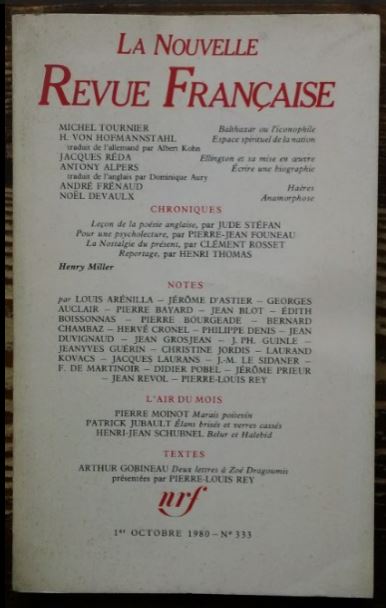 LA NOUVELLE
REVUE FRANÇAISE
MICHEL TOURNIER Balthazar ou l'iconophile
H. VON HOFMANNSTAHL Espace spirituel de la nation
traduit de l'allemand par Albert Kohn
JACQUES RÉDA Ellington et sa mise en œuvre
ANTONY ALPERS Écrire une biographie
traduit de l'anglais par Dominique Aury
ANDRÉ FRÉNAUD Haères
NOËL DEVAULX Anamorphose
CHRONIQUES
Leçon de la poésie anglaise, par JUDE STÉFAN
Pour une psycholecture, par PIERRE-JEAN FOUNEAU
La Nostalgie du présent, par CLÉMENT ROSSET
Reportage, par HENRI THOMAS
Henry Miller
NOTES
par LOUIS ARÉNILLA – JÉRÔME D'ASTIER – GEORGES
AUCLAIR – PIERRE BAYARD – JEAN BLOT – ÉDITH
BOISSONNAS – PIERRE BOURGEADE – BERNARD
CHAMBAZ – HERVÉ CRONEL – PHILIPPE DENIS – JEAN
DUVIGNAUD – JEAN GROSJEAN – J. PH. GUINLE –
JEANYVES GUÉRIN – CHRISTINE JORDIS – LAURAND
KOVACS – JACQUES LAURANS – J.-M. LE SIDANER –
F. DE MARTINOIR – DIDIER POBEL – JÉRÔME PRIEUR
– JEAN REVOL – PIERRE-LOUIS REY
L'AIR DU MOIS
PIERRE MOINOT Marais poitevin
PATRICK JUBAULT Élans brisés et verres cassés
HENRI-JEAN SCHUBNEL Belur et Halebid
TEXTES
ARTHUR GOBINEAU Deux lettres à Zoé Dragoumis
présentées par PIERRE-LOUIS REY
nrf
1er OCTOBRE 1980 – N° 333